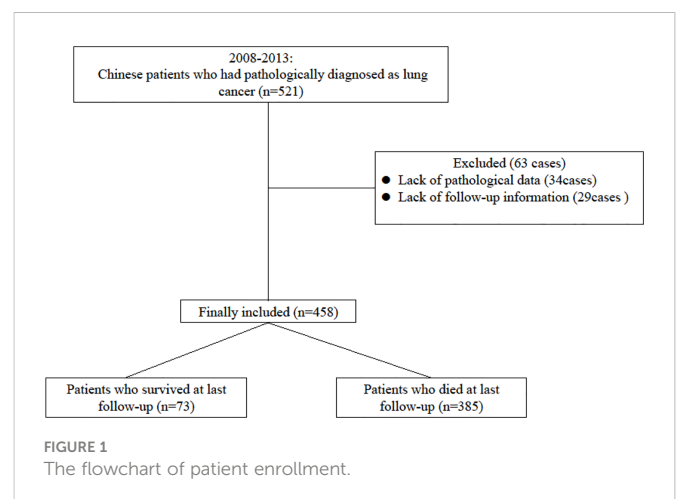 2008-2013:
Chinese patients who had pathologically diagnosed as lung
cancer (n=521)
Excluded (63 cases)
● Lack of pathological data (34cases)
● Lack of follow-up information (29cases )
Finally included (n=458)
Patients who survived at last
follow-up (n=73)
Patients who died at last
follow-up (n=385)
FIGURE 1
The flowchart of patient enrollment.